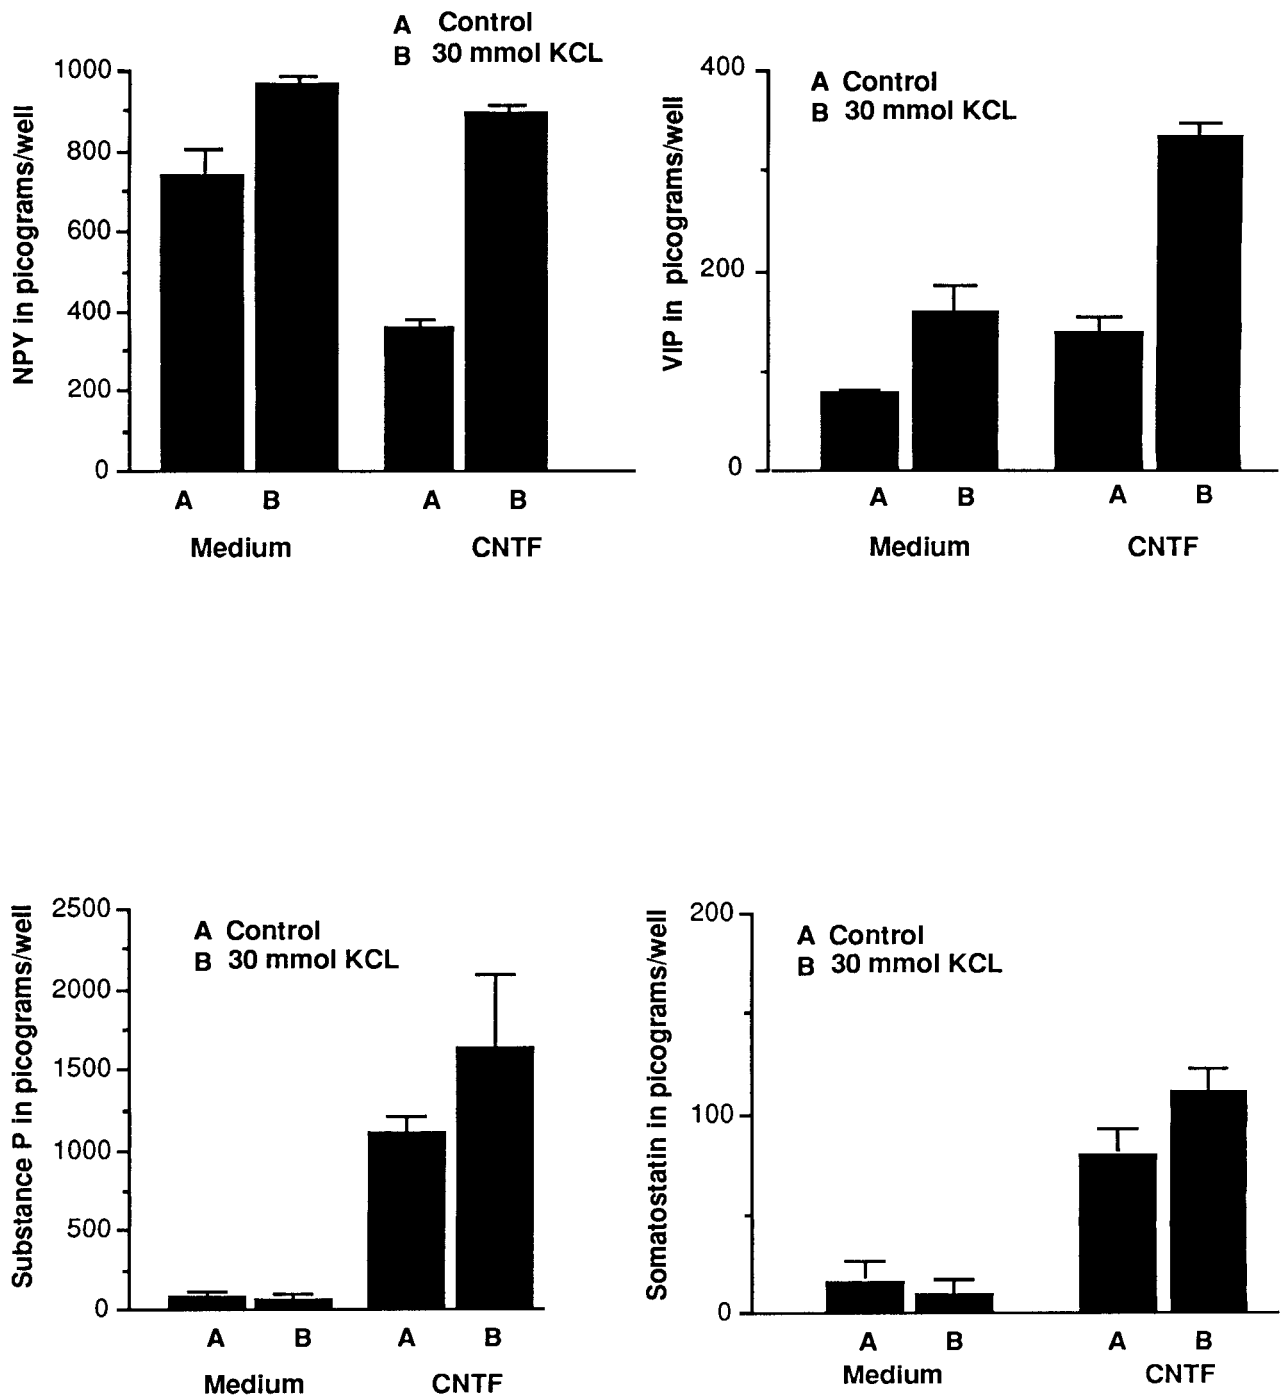 A Control
B 30 mmol KCL
NPY in picograms/well
1000
800
600
400
200
0
A B A B
Medium CNTF
A Control
B 30 mmol KCL
VIP in picograms/well
400
200
0
A B A B
Medium CNTF
A Control
B 30 mmol KCL
Substance P in picograms/well
2500
2000
1500
1000
500
0
A B A B
Medium CNTF
A Control
B 30 mmol KCL
Somatostatin in picograms/well
200
100
0
A B A B
Medium CNTF